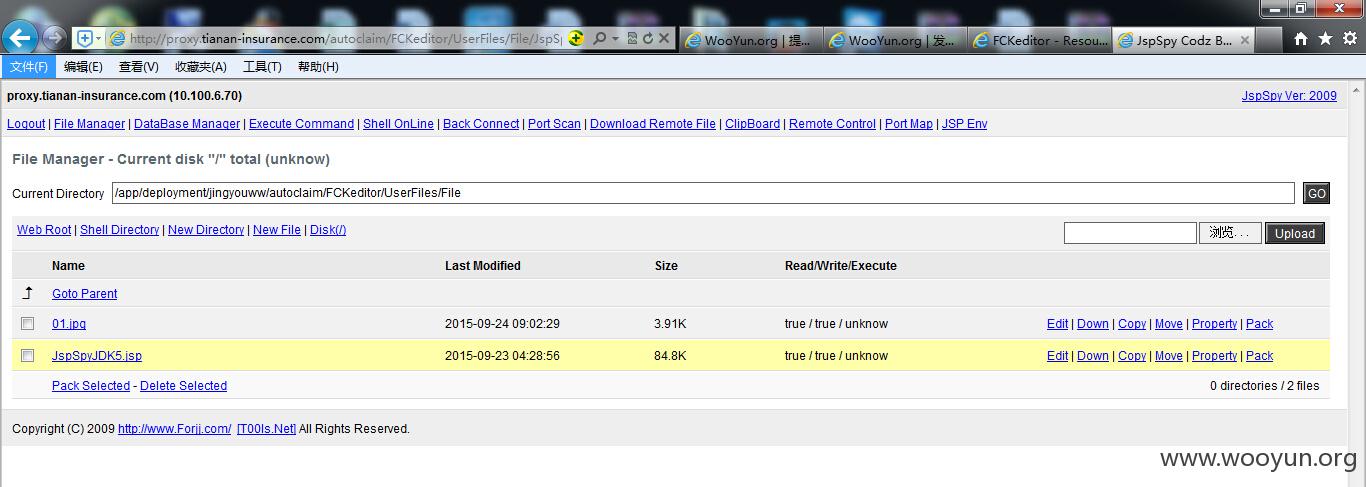 http://proxy.tianan-insurance.com/autoclaim/FCKeditor/UserFiles/File/JspSp
WooYun.org | 提...
WooYun.org | 发...
FCKeditor - Resou...
JspSpy Codz B...
文件(F) 编辑(E) 查看(V) 收藏夹(A) 工具(T) 帮助(H)
proxy.tianan-insurance.com (10.100.6.70) JspSpy Ver: 2009
Logout | File Manager | DataBase Manager | Execute Command | Shell OnLine | Back Connect | Port Scan | Download Remote File | ClipBoard | Remote Control | Port Map | JSP Env
File Manager - Current disk "/" total (unknow)
Current Directory /app/deployment/jingyouww/autoclaim/FCKeditor/UserFiles/File GO
Web Root | Shell Directory | New Directory | New File | Disk(/) 浏览... Upload
Name Last Modified Size Read/Write/Execute
Goto Parent
01.jpg 2015-09-24 09:02:29 3.91K true / true / unknow Edit | Down | Copy | Move | Property | Pack
JspSpyJDK5.jsp 2015-09-23 04:28:56 84.8K true / true / unknow Edit | Down | Copy | Move | Property | Pack
Pack Selected - Delete Selected 0 directories / 2 files
Copyright (C) 2009 http://www.Forjj.com/ [T00ls.Net] All Rights Reserved.
www.wooyun.org